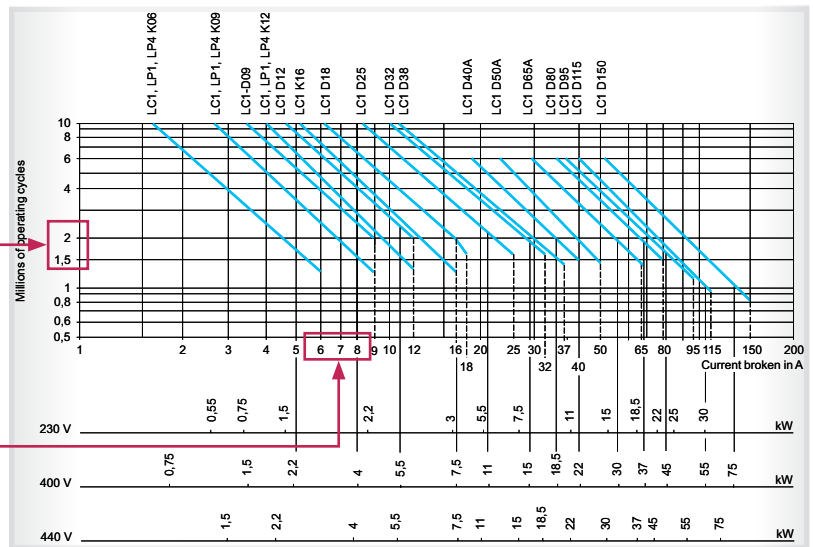 LC1, LP1, LP4 K06
LC1, LP1, LP4 K09
LC1-D09
LC1, LP1, LP4 K12
LC1 D12
LC1 K16
LC1 D18
LC1 D25
LC1 D32
LC1 D38
LC1 D40A
LC1 D50A
LC1 D65A
LC1 D80
LC1 D95
LC1 D115
LC1 D150
Millions of operating cycles
10
8
6
4
2
1,5
1
0,8
0,6
0,5
1 2 3 4 5 6 7 8 9 10 12 16 20 25 30 37 50 65 80 95 115 150 200
18 32 40 Current broken in A
0,55 0,75 1,5 2,2 3 5,5 7,5 11 15 18,5 22 25 30
230 V kW
0,75 1,5 2,2 4 5,5 7,5 11 15 18,5 22 30 37 45 55 75
400 V kW
1,5 2,2 4 5,5 7,5 11 15 18,5 22 30 37 45 55 75
440 V kW